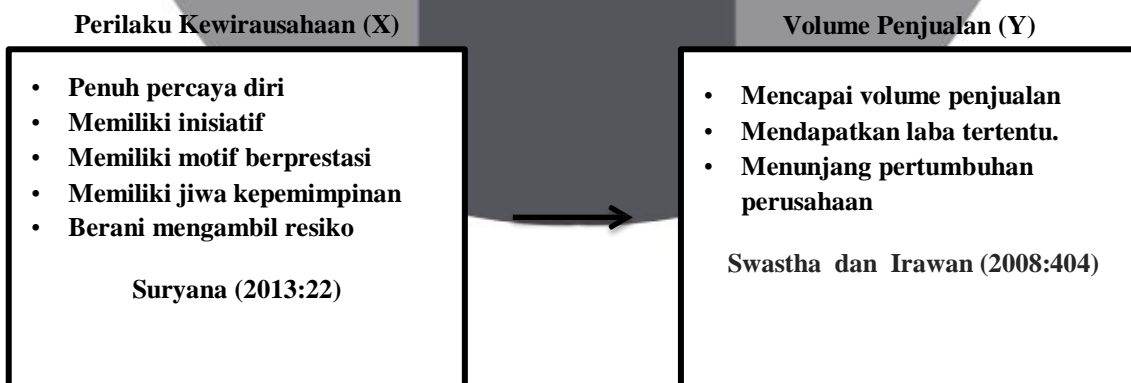 Perilaku Kewirausahaan (X)
• Penuh percaya diri
• Memiliki inisiatif
• Memiliki motif berprestasi
• Memiliki jiwa kepemimpinan
• Berani mengambil resiko
Suryana (2013:22)
Volume Penjualan (Y)
• Mencapai volume penjualan
• Mendapatkan laba tertentu.
• Menunjang pertumbuhan
perusahaan
Swastha dan Irawan (2008:404)